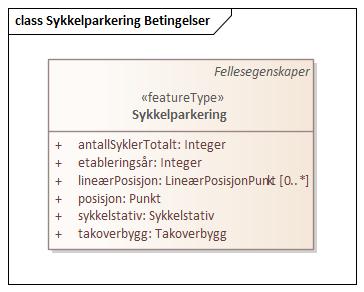 class Sykkelparkering Betingelser
Fellesegenskaper
«featureType»
Sykkelparkering
+ antallSyklerTotalt: Integer
+ etableringsår: Integer
+ lineærPosisjon: LineærPosisjonPunkt [0..*]
+ posisjon: Punkt
+ sykkelstativ: Sykkelstativ
+ takoverbygg: Takoverbygg